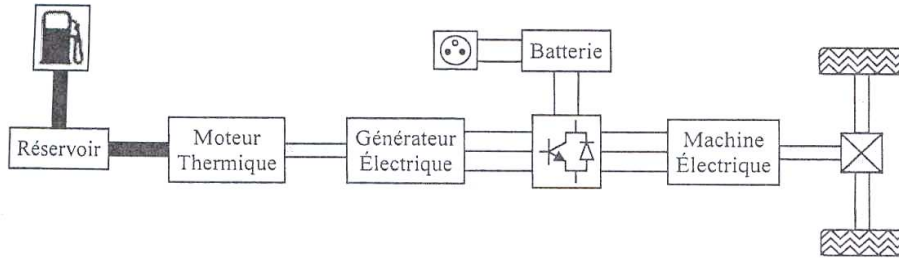 Batterie
Réservoir
Moteur
Thermique
Générateur
Électrique
Machine
Électrique